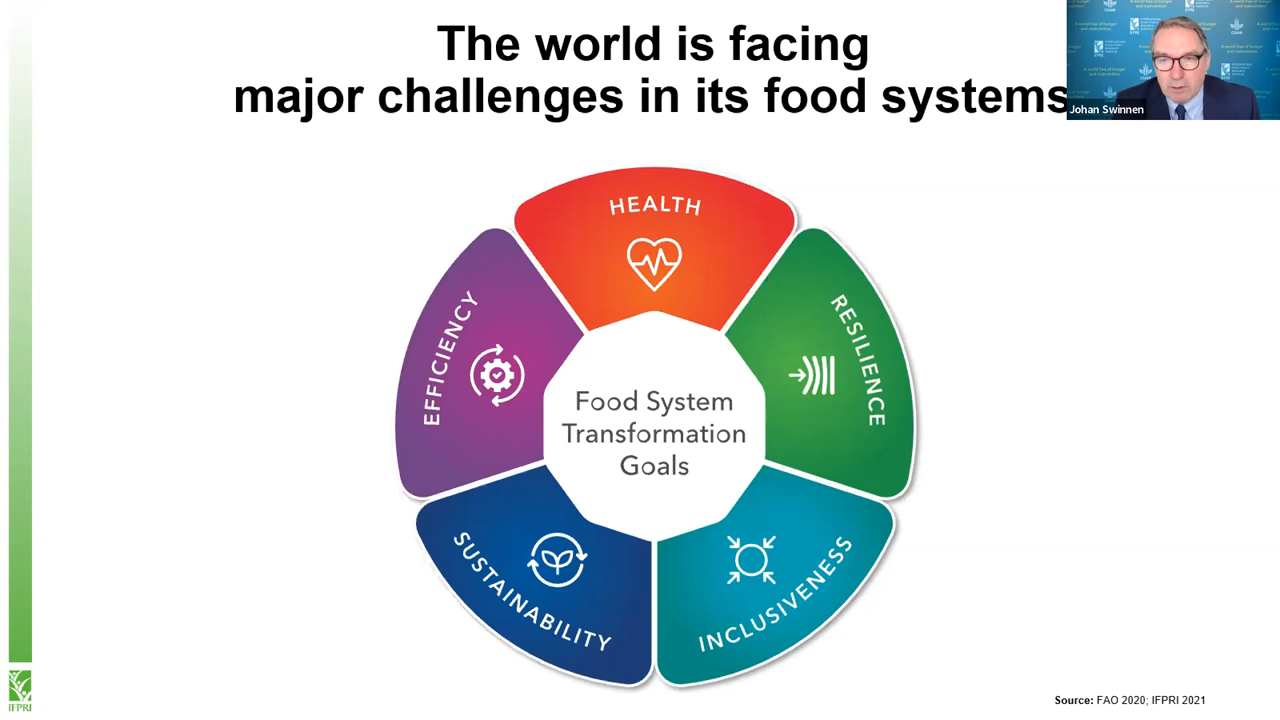 The world is facing
major challenges in its food systems
Johan Swinnen
HEALTH
RESILIENCE
INCLUSIVENESS
SUSTAINABILITY
EFFICIENCY
Food System
Transformation
Goals
Source: FAO 2020; IFPRI 2021
IFPRI